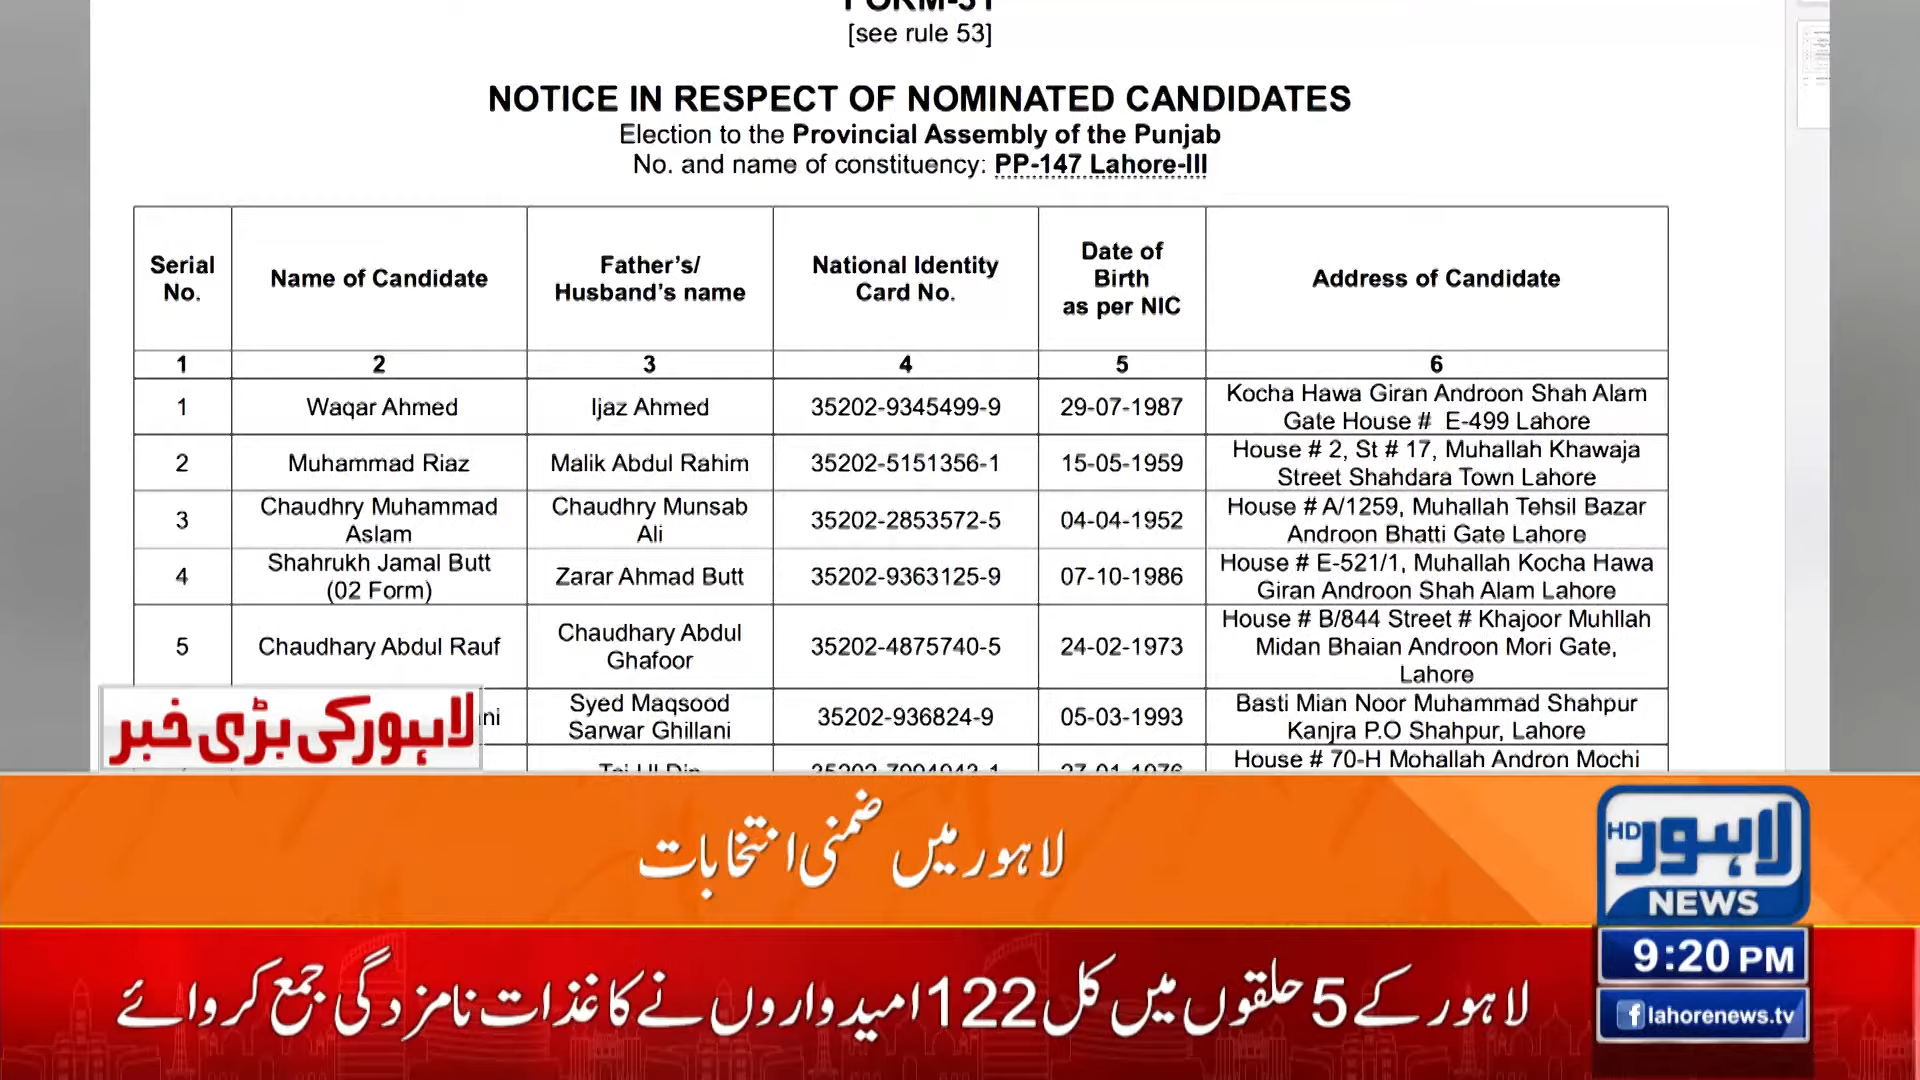 FORM-31
[see rule 53]
NOTICE IN RESPECT OF NOMINATED CANDIDATES
Election to the Provincial Assembly of the Punjab
No. and name of constituency: PP-147 Lahore-III
Serial No. Name of Candidate Father’s/ Husband’s name National Identity Card No. Date of Birth as per NIC Address of Candidate
1 2 3 4 5 6
1 Waqar Ahmed Ijaz Ahmed 35202-9345499-9 29-07-1987 Kocha Hawa Giran Androon Shah Alam Gate House # E-499 Lahore
2 Muhammad Riaz Malik Abdul Rahim 35202-5151356-1 15-05-1959 House # 2, St # 17, Muhallah Khawaja Street Shahdara Town Lahore
3 Chaudhry Muhammad Aslam Chaudhry Munsab Ali 35202-2853572-5 04-04-1952 House # A/1259, Muhallah Tehsil Bazar Androon Bhatti Gate Lahore
4 Shahrukh Jamal Butt (02 Form) Zarar Ahmad Butt 35202-9363125-9 07-10-1986 House # E-521/1, Muhallah Kocha Hawa Giran Androon Shah Alam Lahore
5 Chaudhary Abdul Rauf Chaudhary Abdul Ghafoor 35202-4875740-5 24-02-1973 House # B/844 Street # Khajoor Muhllah Midan Bhaian Androon Mori Gate, Lahore
ni Syed Maqsood Sarwar Ghillani 35202-936824-9 05-03-1993 Basti Mian Noor Muhammad Shahpur Kanjra P.O Shahpur, Lahore
House # 70-H Mohallah Andron Mochi
لاہور کی بڑی خبر
لاہور میں ضمنی انتخابات
لاہور HD
NEWS
9:20 PM
لاہور کے 5 حلقوں میں کل 122 امیدواروں نے کاغذات نامزدگی جمع کروائے
lahorenews.tv